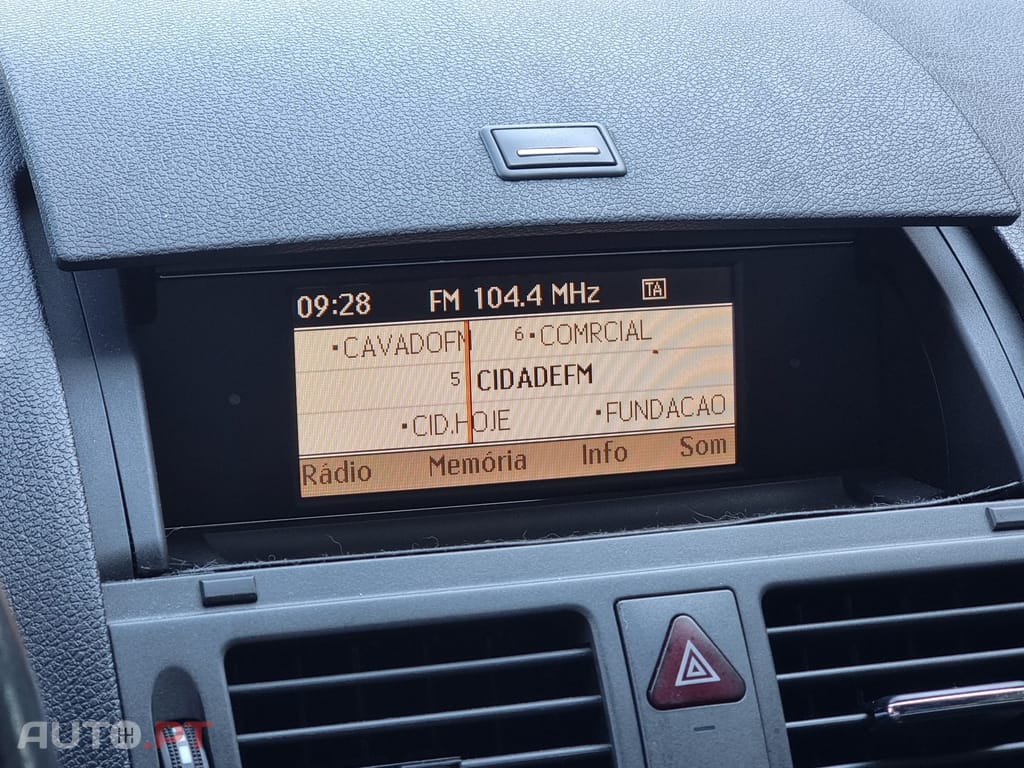 09:28 FM 104.4 MHz TA
•CAVADOFM 6•COMRCIAL
5 CIDADEFM
•CID.HOJE •FUNDACAO
Rádio Memória Info Som
AUTO.PT